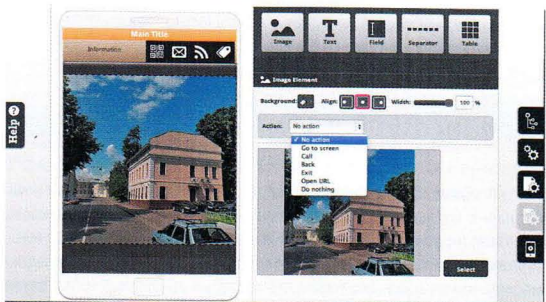 Help
Main Title
Information
Image
Text
Field
Separator
Table
Image Element
Background:
Align:
Width:
100 %
Action:
No action
✓ No action
Go to screen
Call
Back
Exit
Open URL
Do nothing
Select